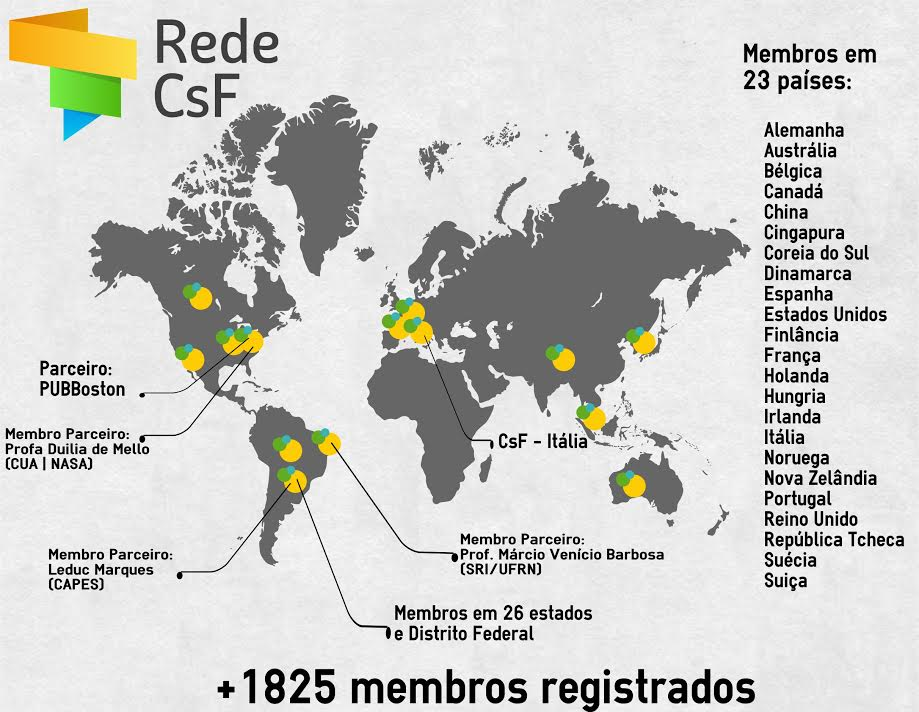 Rede
CsF
Membros em
23 países:
Alemanha
Austrália
Bélgica
Canadá
China
Cingapura
Coreia do Sul
Dinamarca
Espanha
Estados Unidos
Finlância
França
Holanda
Hungria
Irlanda
Itália
Noruega
Nova Zelândia
Portugal
Reino Unido
República Tcheca
Suécia
Suiça
Parceiro:
PUBBoston
Membro Parceiro:
Profa Duilia de Mello
(CUA | NASA)
CsF - Itália
Membro Parceiro:
Leduc Marques
(CAPES)
Membro Parceiro:
Prof. Márcio Venício Barbosa
(SRI/UFRN)
Membros em 26 estados
e Distrito Federal
+1825 membros registrados